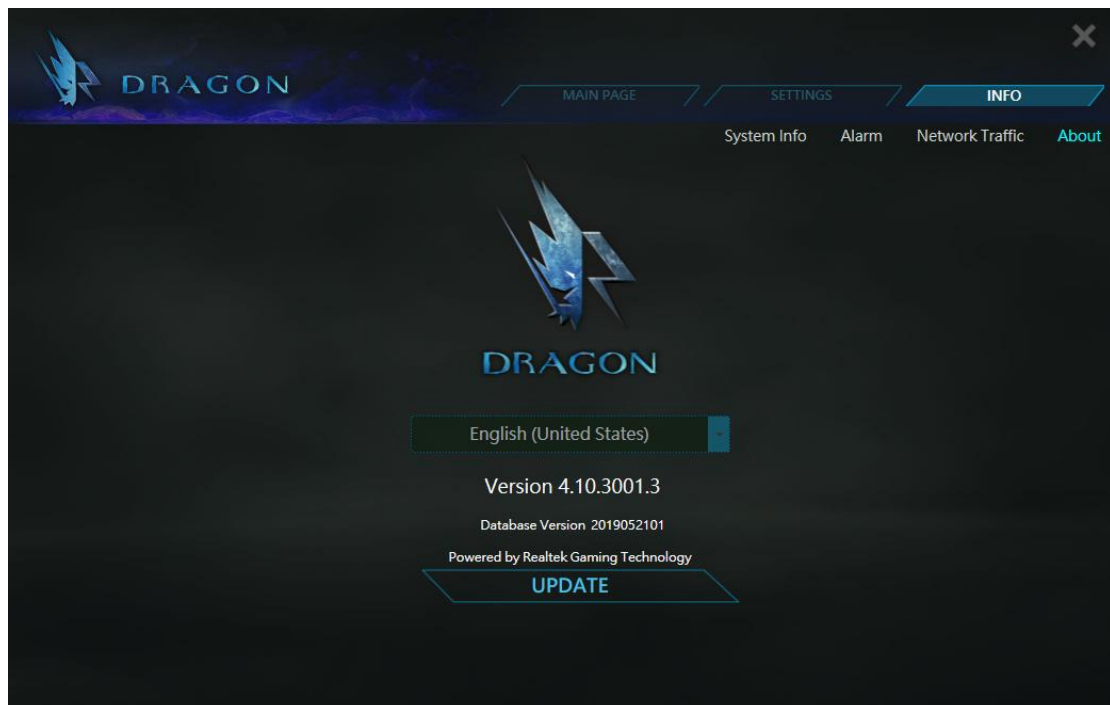 DRAGON
MAIN PAGE SETTINGS INFO
System Info Alarm Network Traffic About
DRAGON
English (United States)
Version 4.10.3001.3
Database Version 2019052101
Powered by Realtek Gaming Technology
UPDATE